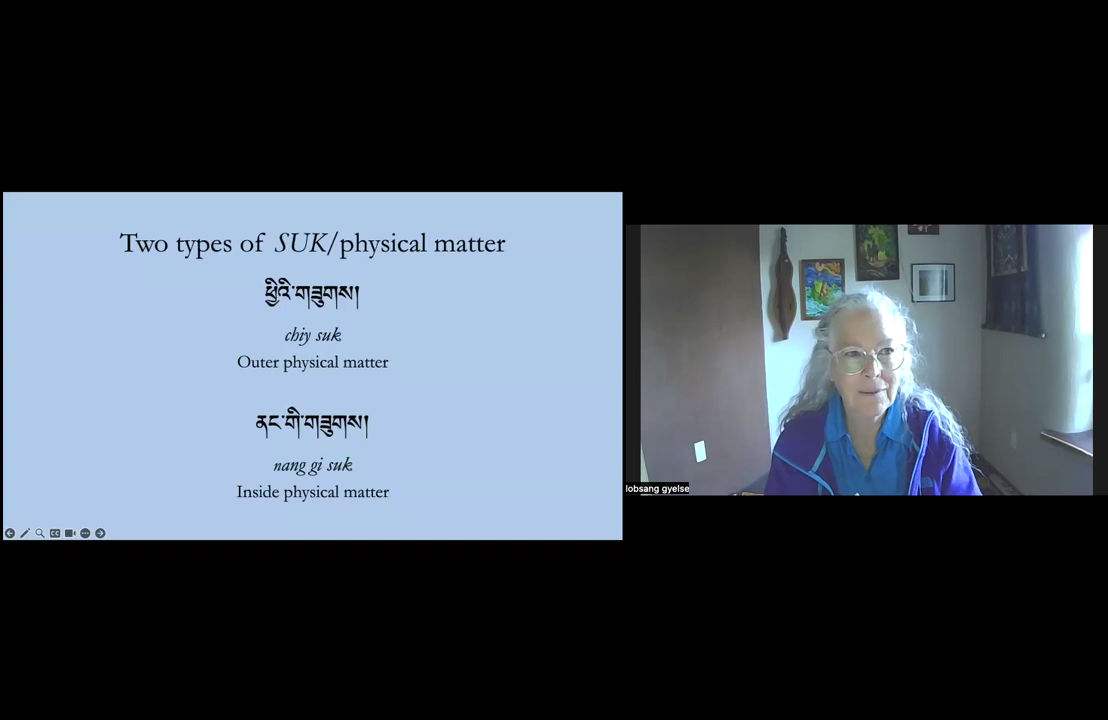 Two types of SUK/physical matter
ཕྱིའི་གཟུགས།
chiy suk
Outer physical matter
ནང་གི་གཟུགས།
nang gi suk
Inside physical matter
lobsang gyelse